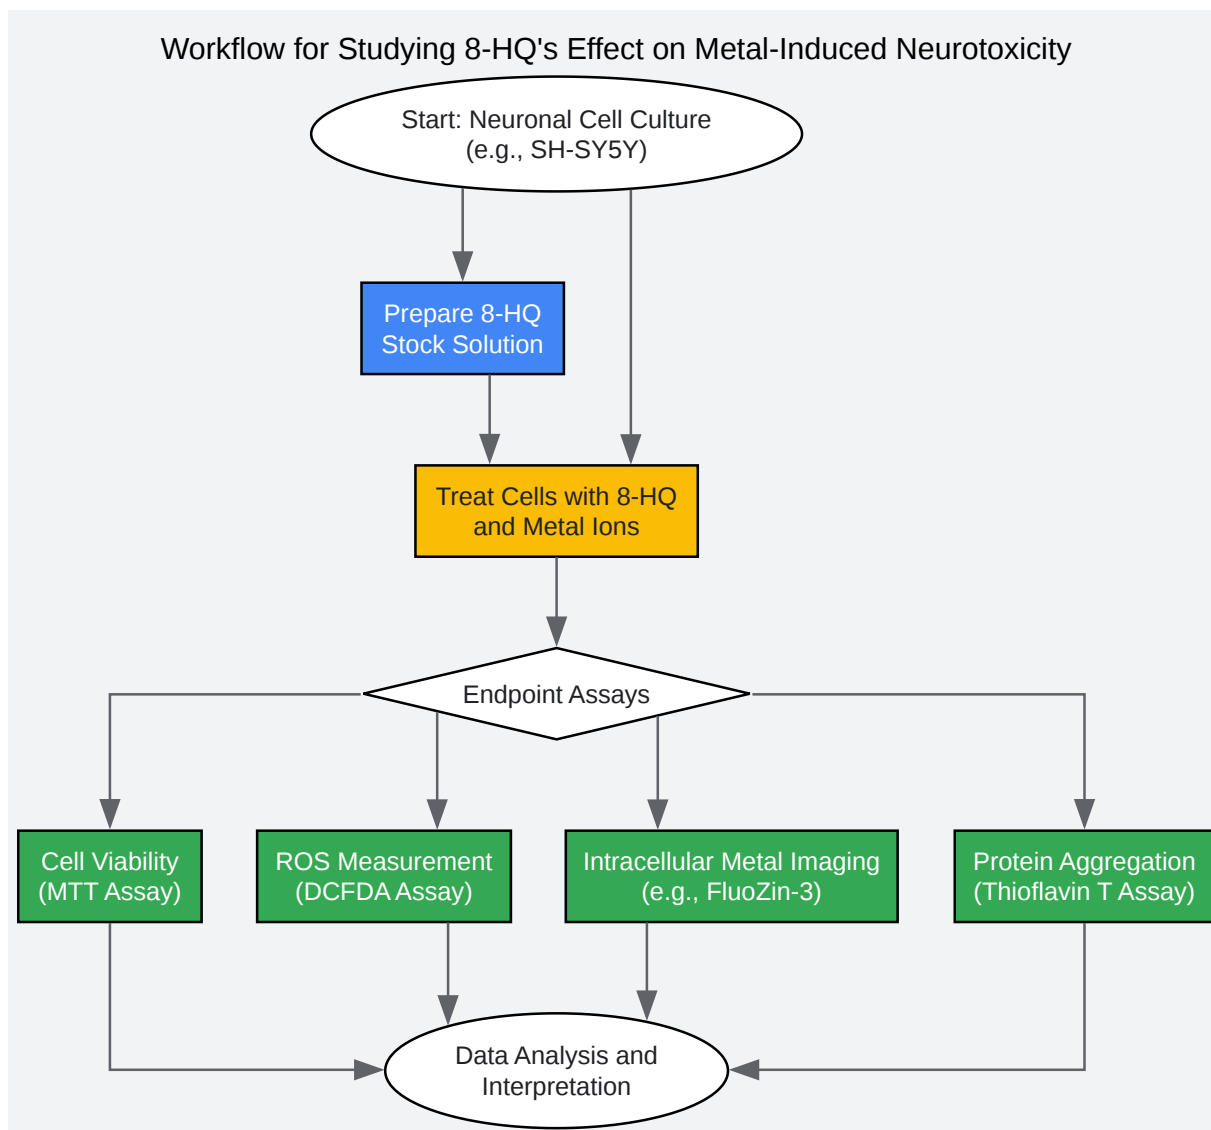 Workflow for Studying 8-HQ's Effect on Metal-Induced Neurotoxicity
Start: Neuronal Cell Culture
(e.g., SH-SY5Y)
Prepare 8-HQ
Stock Solution
Treat Cells with 8-HQ
and Metal Ions
Endpoint Assays
Cell Viability
(MTT Assay)
ROS Measurement
(DCFDA Assay)
Intracellular Metal Imaging
(e.g., FluoZin-3)
Protein Aggregation
(Thioflavin T Assay)
Data Analysis and
Interpretation